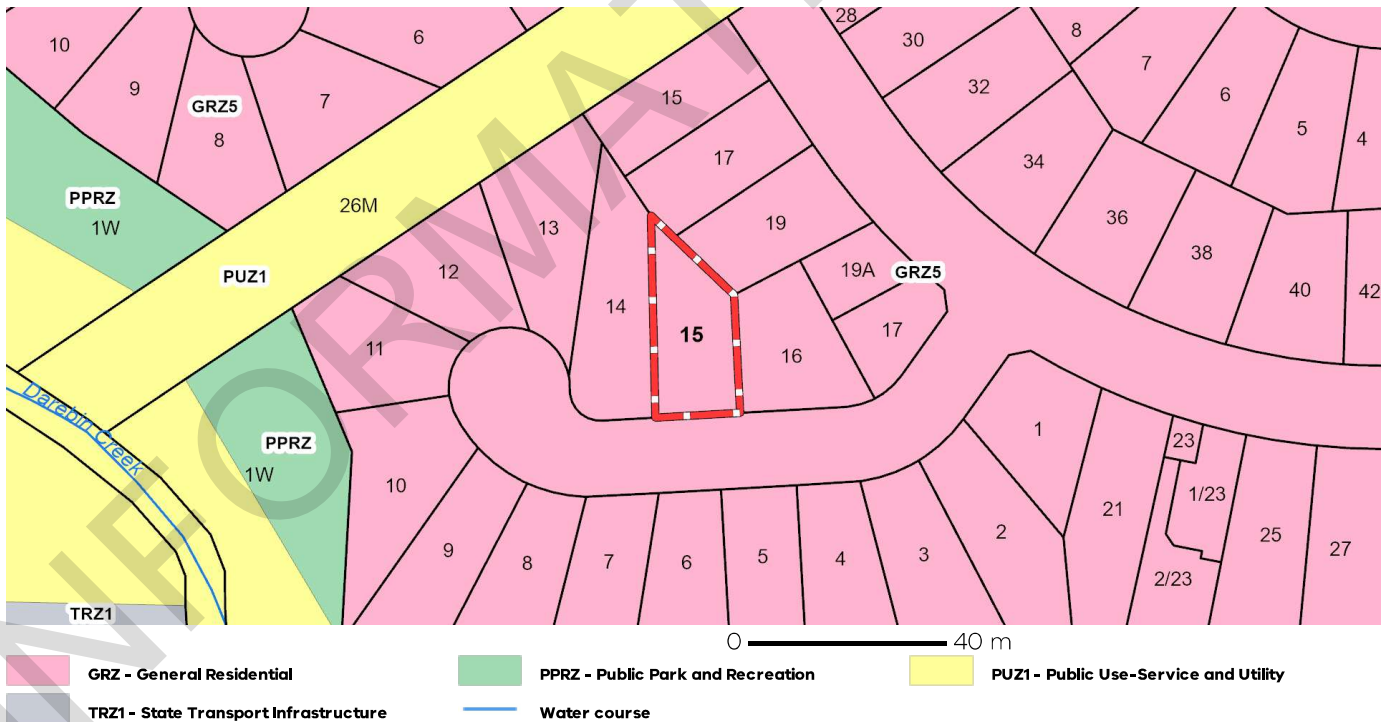 28
10
6
30
8
9
7
32
7
15
6
GRZ5
8
5
4
17
34
PPRZ
1W
26M
13
19
36
38
PUZ1
12
19A
GRZ5
40
42
14
15
17
11
16
Darebin Creek
1
23
PPRZ
1W
10
1/23
21
25
27
9
8
7
6
5
4
3
2
2/23
TRZ1
0 40 m
GRZ - General Residential
PPRZ - Public Park and Recreation
PUZ1 - Public Use-Service and Utility
TRZ1 - State Transport Infrastructure
Water course
INFORMAT